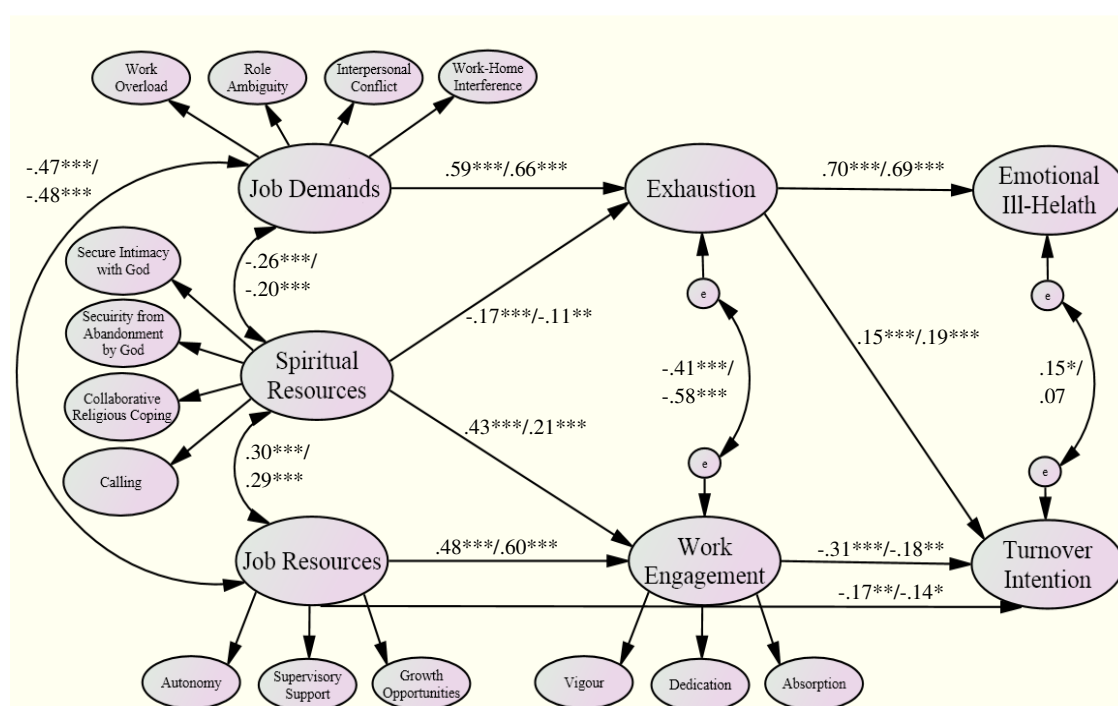 Work
Overload
Role
Ambiguity
Interpersonal
Conflict
Work-Home
Interference
-.47***/
-.48***
Job Demands
.59***/.66***
Exhaustion
.70***/.69***
Emotional
Ill-Helath
Secure Intimacy
with God
-.26***/
-.20***
e
e
Secuirity from
Abandonment
by God
-.17***/-.11**
.15***/.19***
Spiritual
Resources
-.41***/
-.58***
.15*/
.07
Collaborative
Religious Coping
.43***/.21***
Calling
.30***/
.29***
e
e
Job Resources
.48***/.60***
Work
Engagement
-.31***/-.18**
Turnover
Intention
-.17**/-.14*
Autonomy
Supervisory
Support
Growth
Opportunities
Vigour
Dedication
Absorption